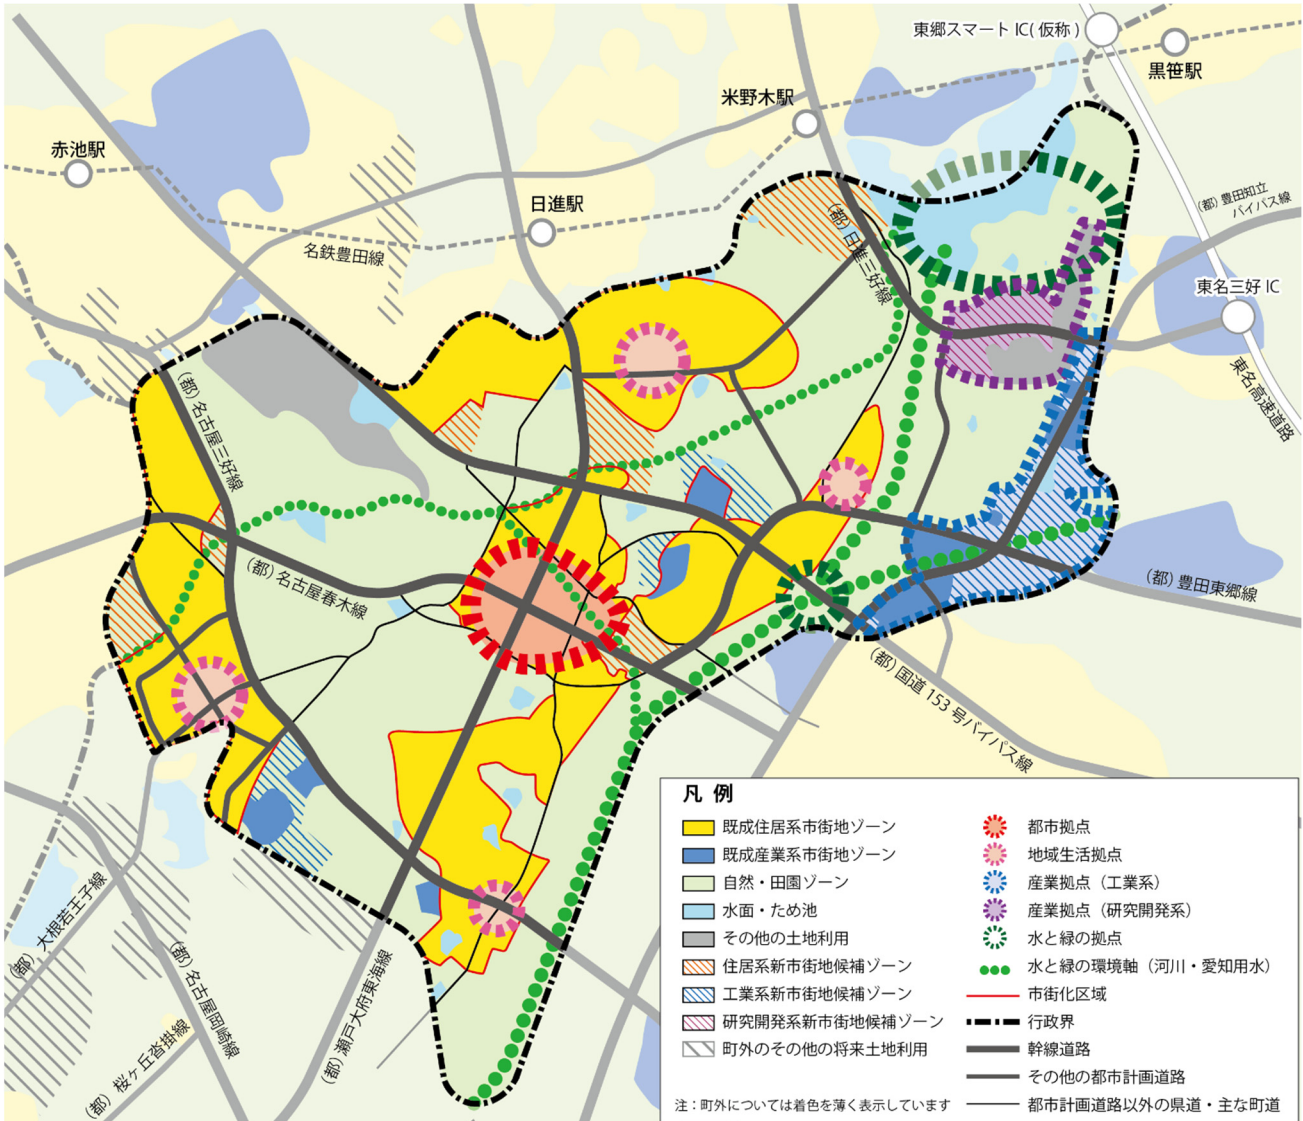 東郷スマート IC( 仮称 )
黒笹駅
米野木駅
赤池駅
日進駅
(都) 豊田知立
バイパス線
名鉄豊田線
(都) 日進三好線
東名三好 IC
東名高速道路
(都) 名古屋三好線
(都) 名古屋春木線
(都) 豊田東郷線
(都) 国道 153 号バイパス線
(都) 大根若王子線
(都) 名古屋岡崎線
(都) 桜ヶ丘沓掛線
(都) 瀬戸大府東海線
凡 例
既成住居系市街地ゾーン
既成産業系市街地ゾーン
自然・田園ゾーン
水面・ため池
その他の土地利用
住居系新市街地候補ゾーン
工業系新市街地候補ゾーン
研究開発系新市街地候補ゾーン
町外のその他の将来土地利用
注：町外については着色を薄く表示しています
都市拠点
地域生活拠点
産業拠点（工業系）
産業拠点（研究開発系）
水と緑の拠点
水と緑の環境軸（河川・愛知用水）
市街化区域
行政界
幹線道路
その他の都市計画道路
都市計画道路以外の県道・主な町道